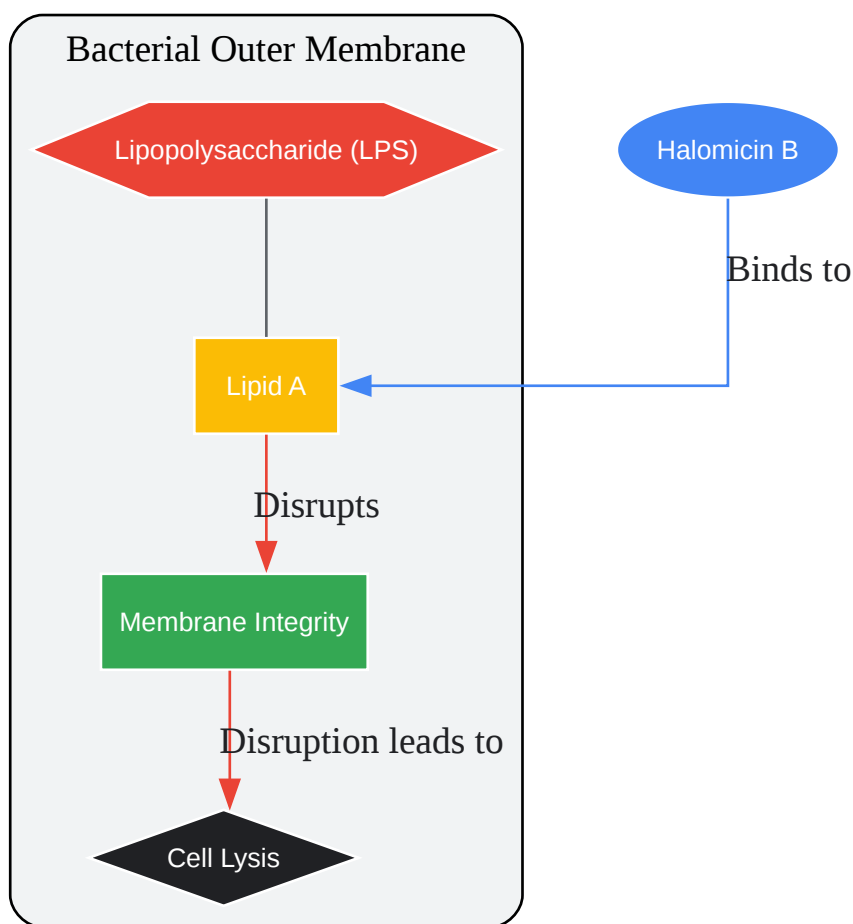 Bacterial Outer Membrane
Lipopolysaccharide (LPS)
Halomicin B
Binds to
Lipid A
Disrupts
Membrane Integrity
Disruption leads to
Cell Lysis